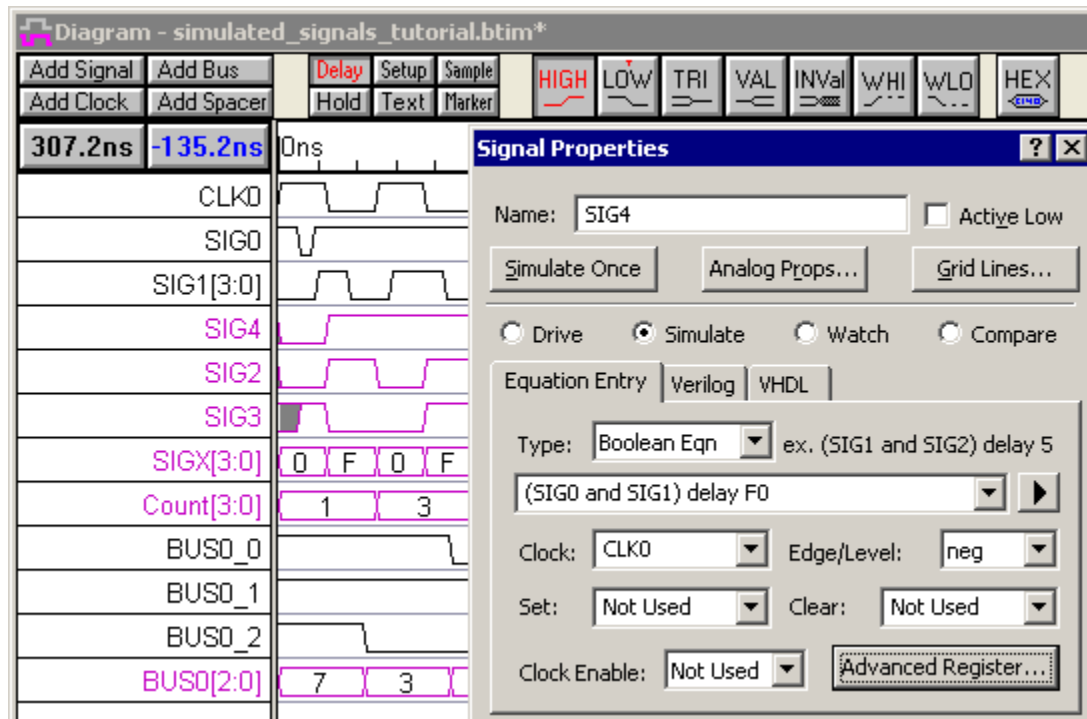 Diagram - simulated_signals_tutorial.btim*
Add Signal Add Bus Delay Setup Sample HIGH LOW TRI VAL INVal WHI WLO HEX
Add Clock Add Spacer Hold Text Marker
307.2ns -135.2ns 0ns
Signal Properties ? X
CLK0
Name: SIG4 Active Low
SIG0
Simulate Once Analog Props... Grid Lines...
SIG1[3:0]
SIG4
Drive Simulate Watch Compare
SIG2
Equation Entry Verilog VHDL
SIG3
Type: Boolean Eqn ex. (SIG1 and SIG2) delay 5
SIGX[3:0] 0 F 0 F
(SIG0 and SIG1) delay F0
Count[3:0] 1 3
BUS0_0
Clock: CLK0 Edge/Level: neg
BUS0_1
Set: Not Used Clear: Not Used
BUS0_2
Clock Enable: Not Used Advanced Register...
BUS0[2:0] 7 3